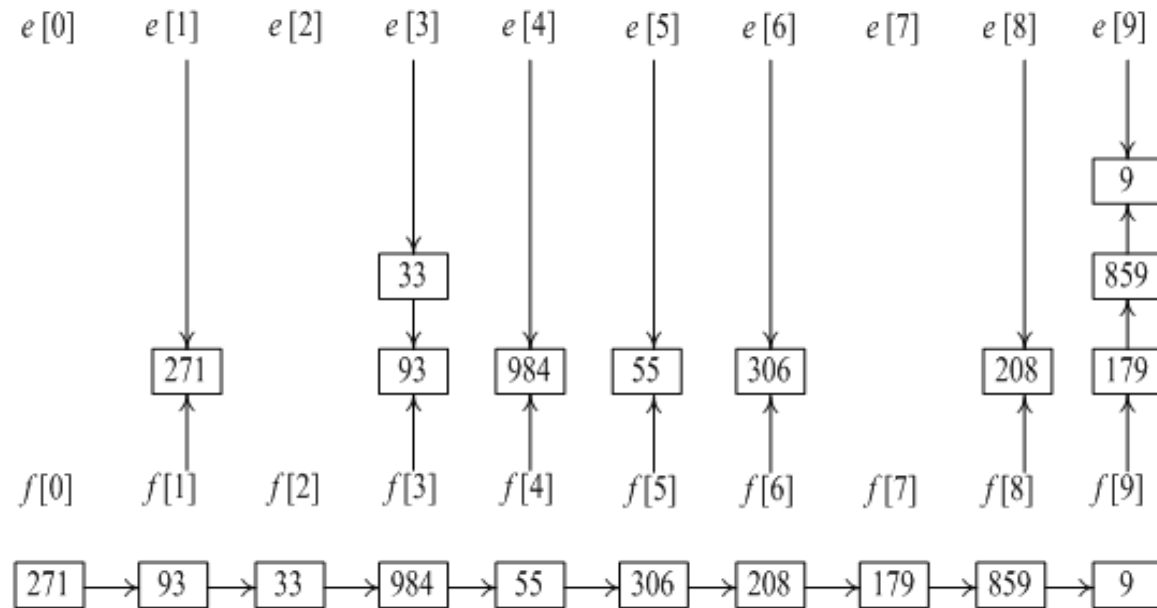 e [0] e [1] e [2] e [3] e [4] e [5] e [6] e [7] e [8] e [9]
9
33 859
271 93 984 55 306 208 179
f[0] f[1] f[2] f[3] f[4] f[5] f[6] f[7] f[8] f[9]
271 93 33 984 55 306 208 179 859 9